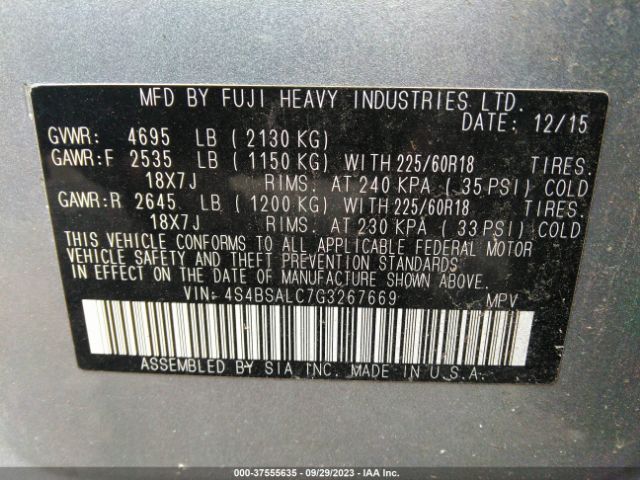 MFD BY FUJI HEAVY INDUSTRIES LTD.
DATE: 12/15
GVWR: 4695 LB ( 2130 KG)
GAWR:F 2535 LB ( 1150 KG) WITH 225/60R18 TIRES.
18X7J RIMS. AT 240 KPA ( 35 PSI) COLD
GAWR:R 2645 LB ( 1200 KG) WITH 225/60R18 TIRES.
18X7J RIMS. AT 230 KPA ( 33 PSI) COLD
THIS VEHICLE CONFORMS TO ALL APPLICABLE FEDERAL MOTOR
VEHICLE SAFETY AND THEFT PREVENTION STANDARDS
IN EFFECT ON THE DATE OF MANUFACTURE SHOWN ABOVE.
VIN: 4S4BSALC7G3267669 MPV
ASSEMBLED BY SIA INC. MADE IN U.S.A.
000-37555635 - 09/29/2023 - IAA Inc.